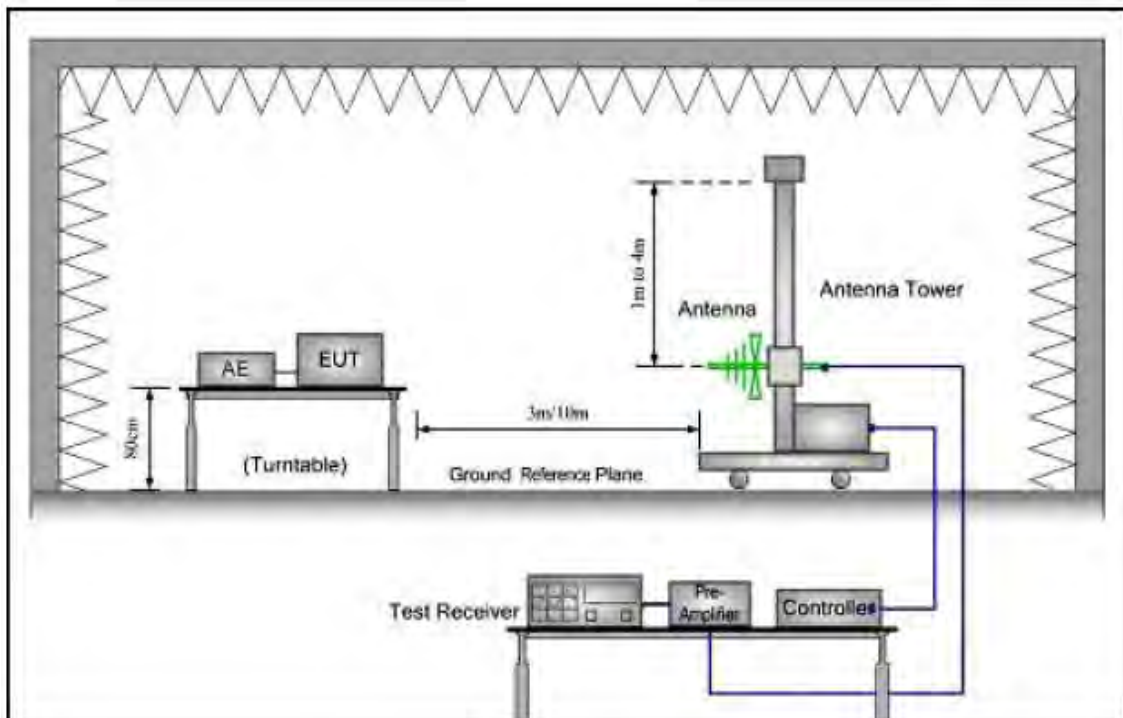 1m to 4m
Antenna
Antenna Tower
AE
EUT
80cm
3m/10m
(Turntable)
Ground Reference Plane
Test Receiver
Pre-
Amplifier
Controller